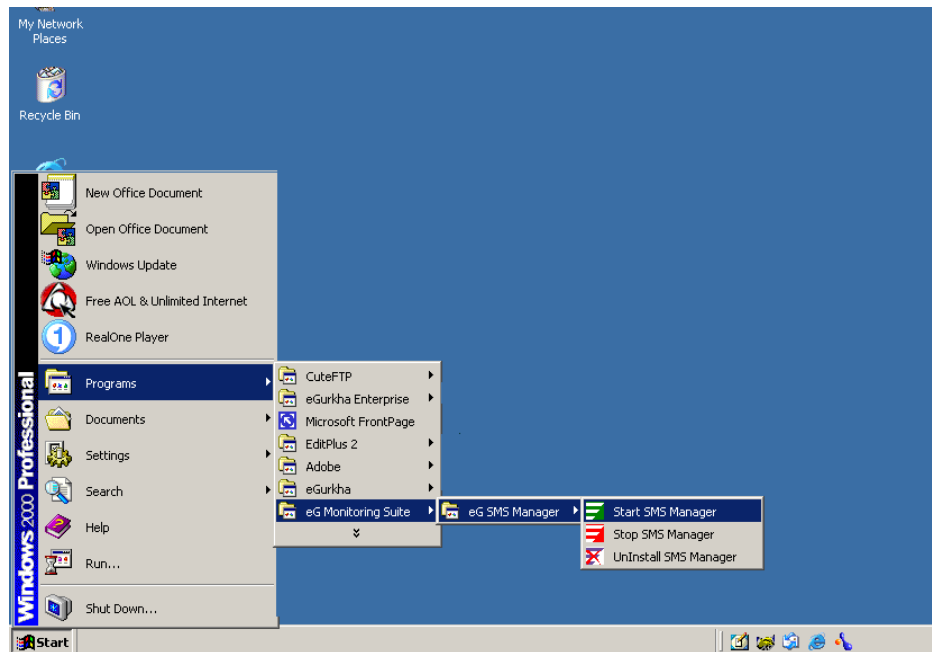 My Network
Places
Recycle Bin
New Office Document
Open Office Document
Windows Update
Free AOL & Unlimited Internet
RealOne Player
Programs
Documents
Settings
Search
Help
Run...
Shut Down...
Windows 2000 Professional
CuteFTP
eGurkha Enterprise
Microsoft FrontPage
EditPlus 2
Adobe
eGurkha
eG Monitoring Suite
eG SMS Manager
Start SMS Manager
Stop SMS Manager
UnInstall SMS Manager
Start